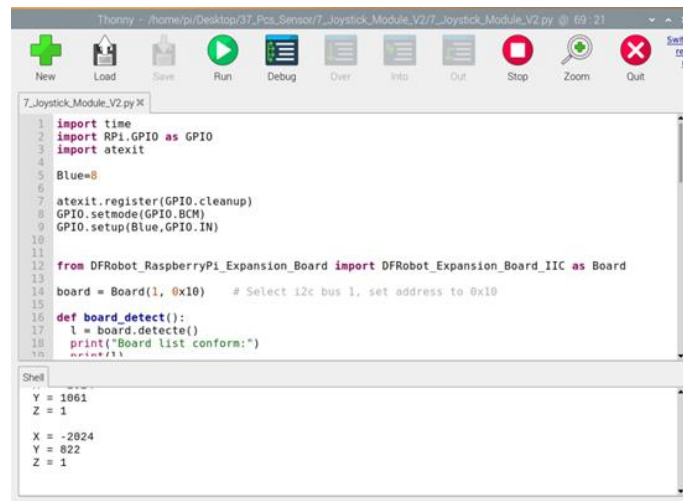 Thonny - /home/pi/Desktop/37_Pcs_Sensor/7_Joystick_Module_V2/7_Joystick_Module_V2.py @ 69 : 21
New Load Save Run Debug Over Into Out Stop Zoom Quit
7_Joystick_Module_V2.py
1 import time
2 import RPi.GPIO as GPIO
3 import atexit
4
5 Blue=8
6
7 atexit.register(GPIO.cleanup)
8 GPIO.setmode(GPIO.BCM)
9 GPIO.setup(Blue,GPIO.IN)
10
11
12 from DFRobot_RaspberryPi_Expansion_Board import DFRobot_Expansion_Board_IIC as Board
13
14 board = Board(1, 0x10) # Select i2c bus 1, set address to 0x10
15
16 def board_detect():
17 l = board.detecte()
18 print("Board list conform:")
19 print(l)
Shell
Y = 1061
Z = 1
X = -2024
Y = 822
Z = 1